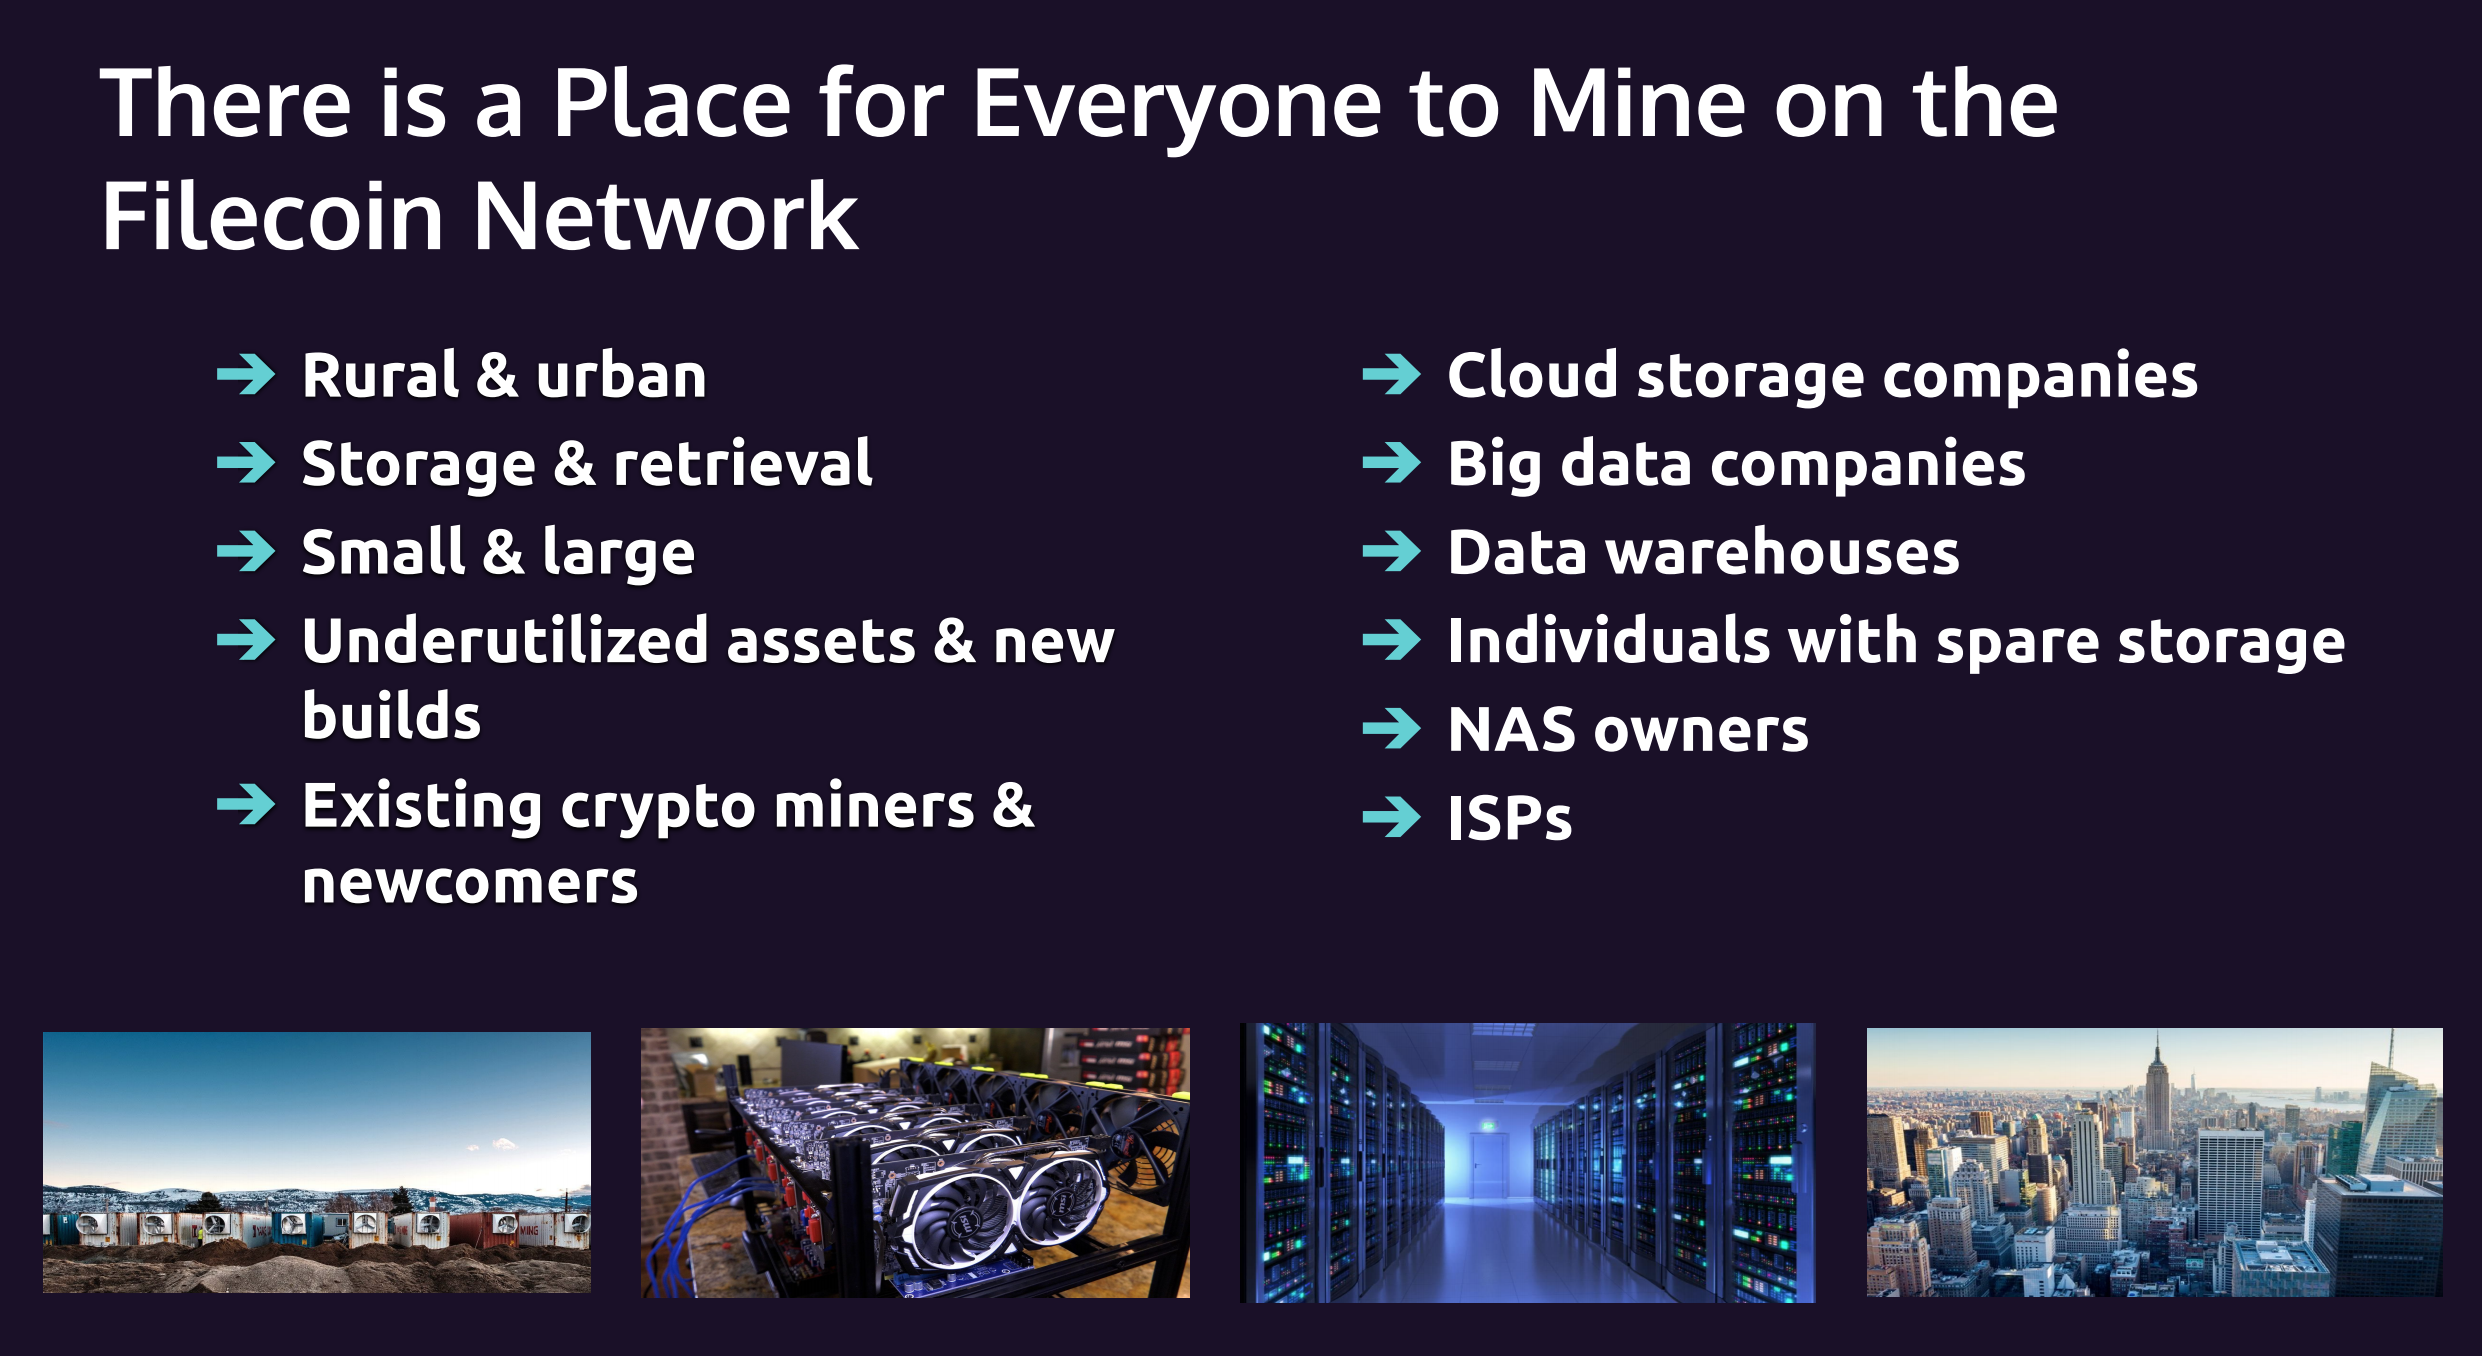 There is a Place for Everyone to Mine on the
Filecoin Network
➔ Rural & urban
➔ Storage & retrieval
➔ Small & large
➔ Underutilized assets & new
builds
➔ Existing crypto miners &
newcomers
➔ Cloud storage companies
➔ Big data companies
➔ Data warehouses
➔ Individuals with spare storage
➔ NAS owners
➔ ISPs